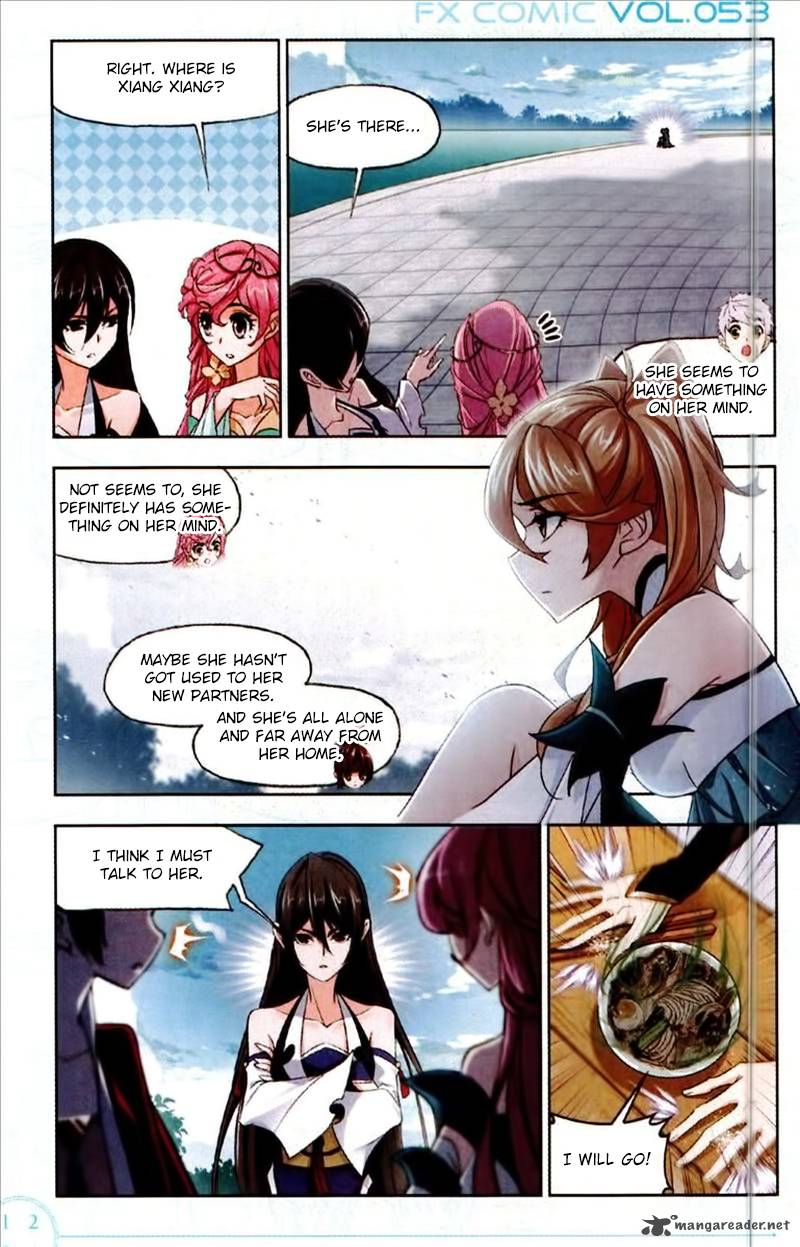 FX COMIC VOL.053
RIGHT. WHERE IS
XIANG XIANG?
SHE'S THERE...
SHE SEEMS TO
HAVE SOMETHING
ON HER MIND.
NOT SEEMS TO, SHE
DEFINITELY HAS SOME-
THING ON HER MIND.
MAYBE SHE HASN'T
GOT USED TO HER
NEW PARTNERS.
AND SHE'S ALL ALONE
AND FAR AWAY FROM
HER HOME.
I THINK I MUST
TALK TO HER.
I WILL GO!
12
mangareader.net